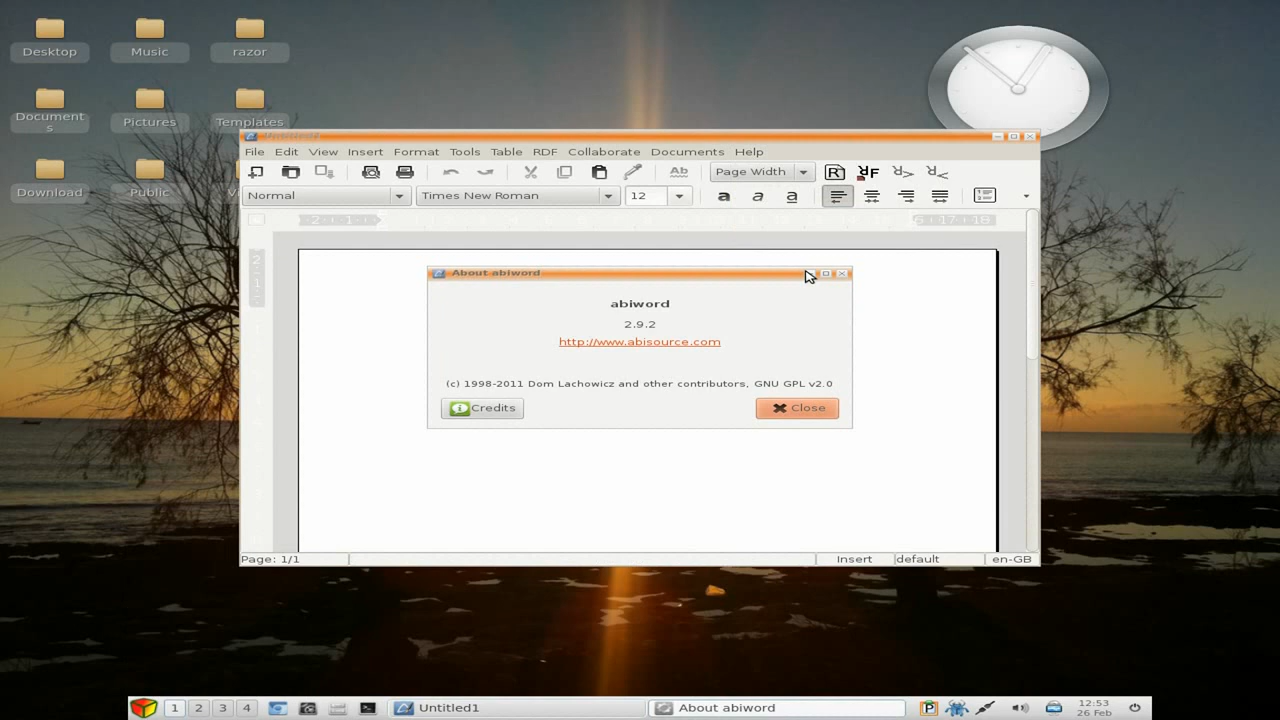 Desktop
Music
razor
Document
s
Pictures
Templates
Download
Public
File Edit View Insert Format Tools Table RDF Collaborate Documents Help
Page Width
Normal
Times New Roman
12
About abiword
abiword
2.9.2
http://www.abisource.com
(c) 1998-2011 Dom Lachowicz and other contributors, GNU GPL v2.0
Credits
Close
Page: 1/1
Insert
default
en-GB
1 2 3 4
Untitled1
About abiword
12:53
26 Feb